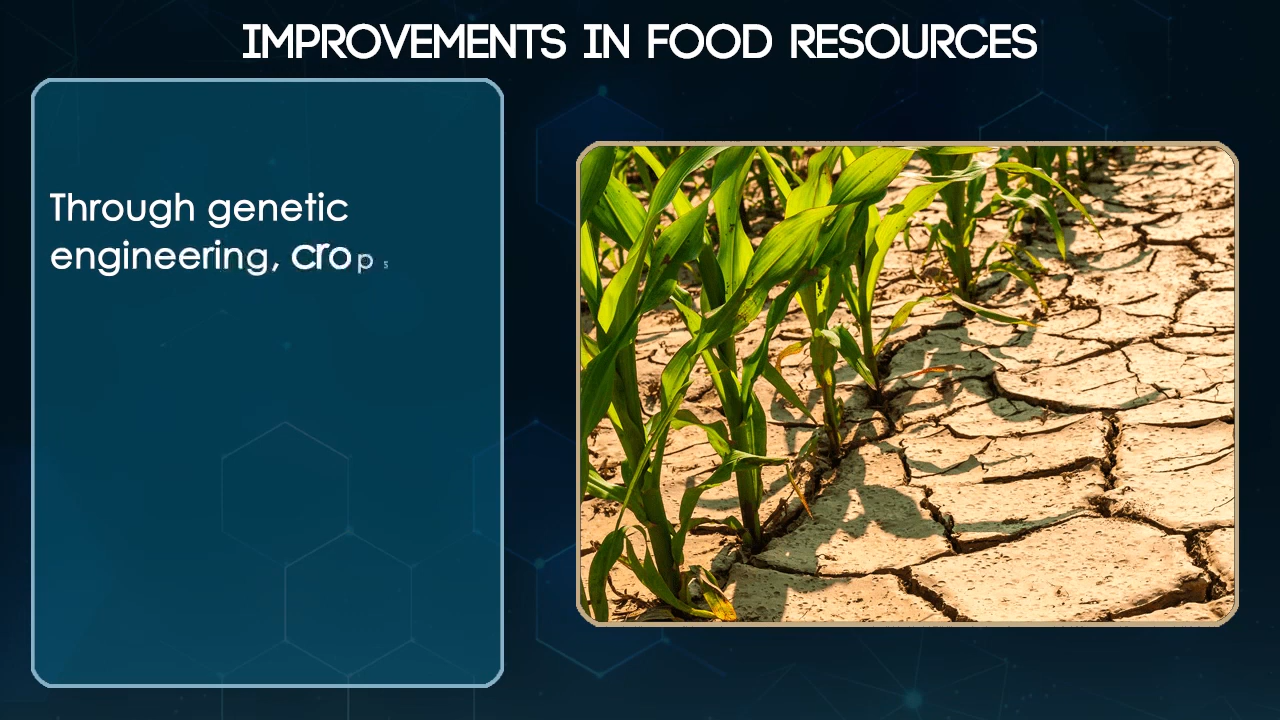 IMPROVEMENTS IN FOOD RESOURCES
Through genetic
engineering, crops